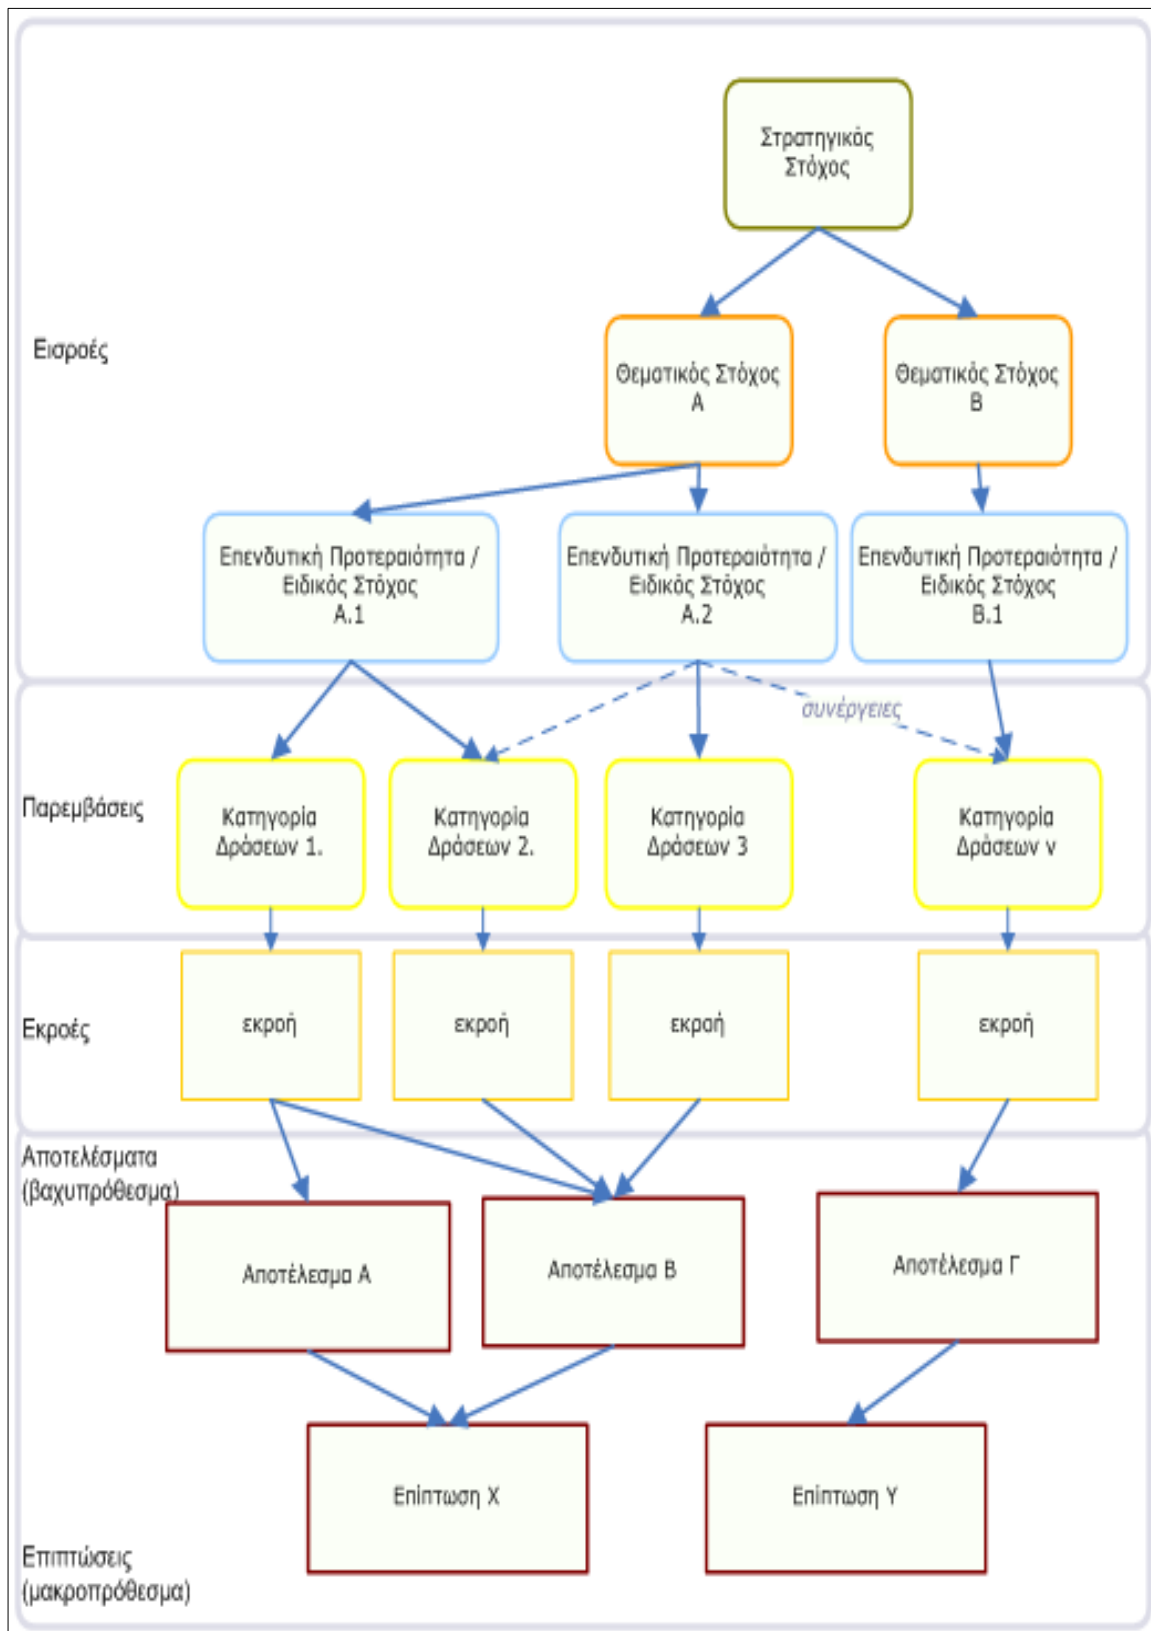 Στρατηγικός
Στόχος
Εισροές
Θεματικός Στόχος
Α
Θεματικός Στόχος
Β
Επενδυτική Προτεραιότητα /
Ειδικός Στόχος
Α.1
Επενδυτική Προτεραιότητα /
Ειδικός Στόχος
Α.2
Επενδυτική Προτεραιότητα /
Ειδικός Στόχος
Β.1
συνέργειες
Παρεμβάσεις
Κατηγορία
Δράσεων 1.
Κατηγορία
Δράσεων 2.
Κατηγορία
Δράσεων 3
Κατηγορία
Δράσεων ν
Εκροές
εκροή
εκροή
εκροή
εκροή
Αποτελέσματα
(βαχυπρόθεσμα)
Αποτέλεσμα Α
Αποτέλεσμα Β
Αποτέλεσμα Γ
Επίπτωση Χ
Επίπτωση Υ
Επιπτώσεις
(μακροπρόθεσμα)